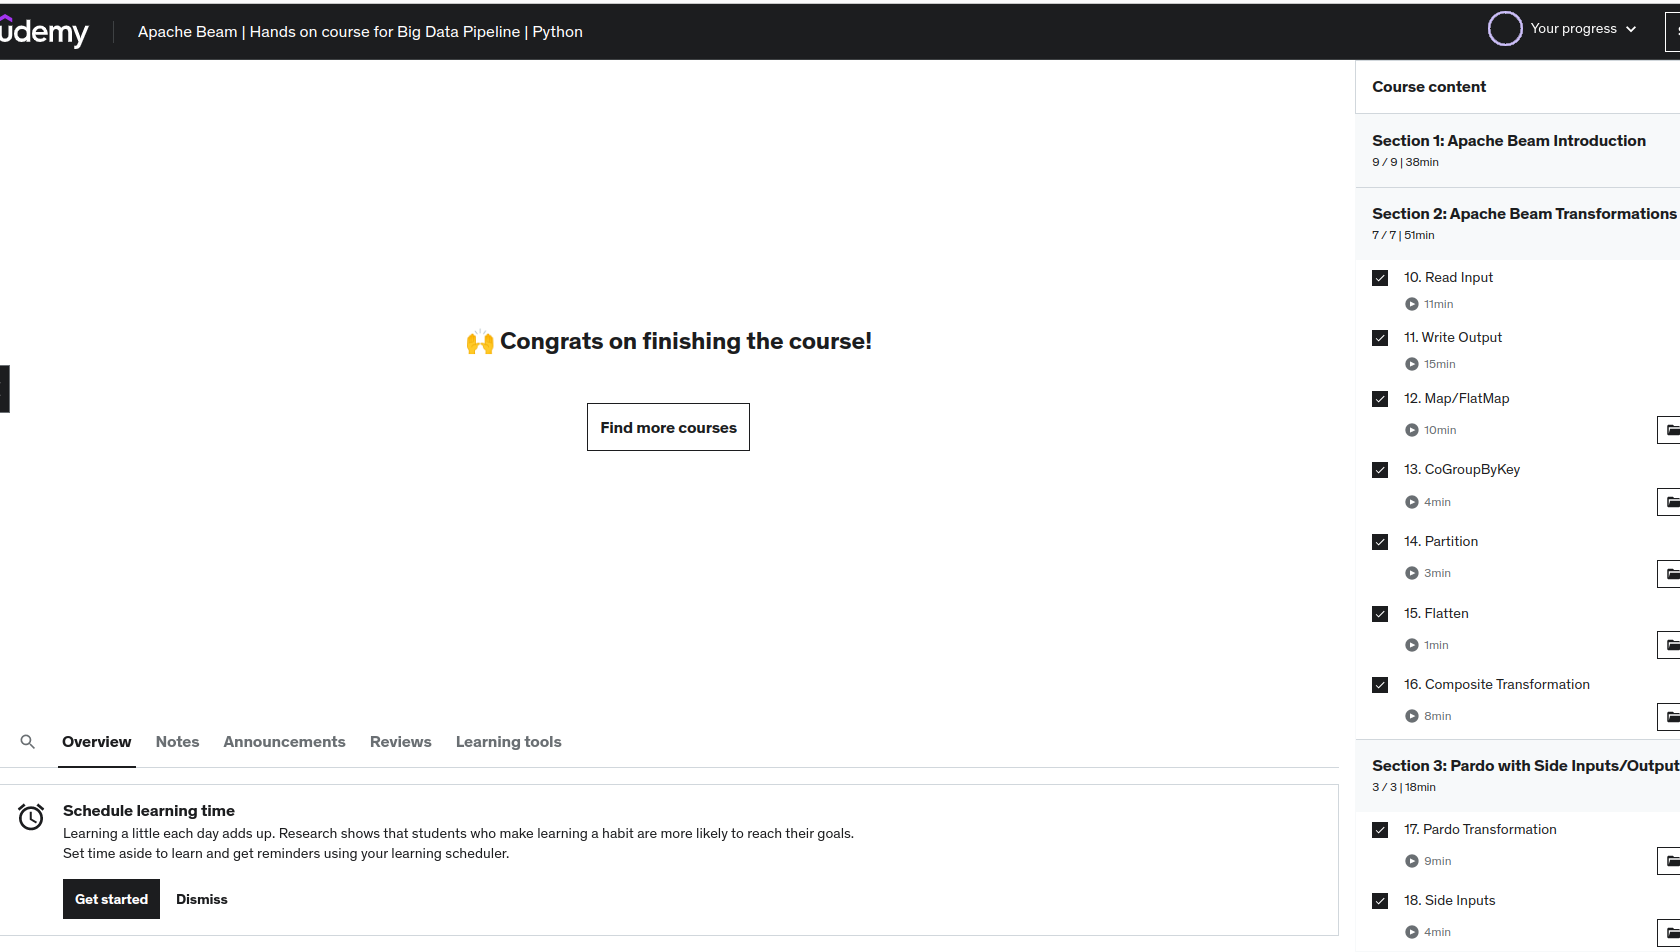 udemy
Apache Beam | Hands on course for Big Data Pipeline | Python
Your progress
Course content
Section 1: Apache Beam Introduction
9 / 9 | 38min
Section 2: Apache Beam Transformations
7 / 7 | 51min
10. Read Input
11min
11. Write Output
15min
12. Map/FlatMap
10min
13. CoGroupByKey
4min
14. Partition
3min
15. Flatten
1min
16. Composite Transformation
8min
Section 3: Pardo with Side Inputs/Output
3 / 3 | 18min
17. Pardo Transformation
9min
18. Side Inputs
4min
🙌 Congrats on finishing the course!
Find more courses
Overview Notes Announcements Reviews Learning tools
Schedule learning time
Learning a little each day adds up. Research shows that students who make learning a habit are more likely to reach their goals.
Set time aside to learn and get reminders using your learning scheduler.
Get started Dismiss